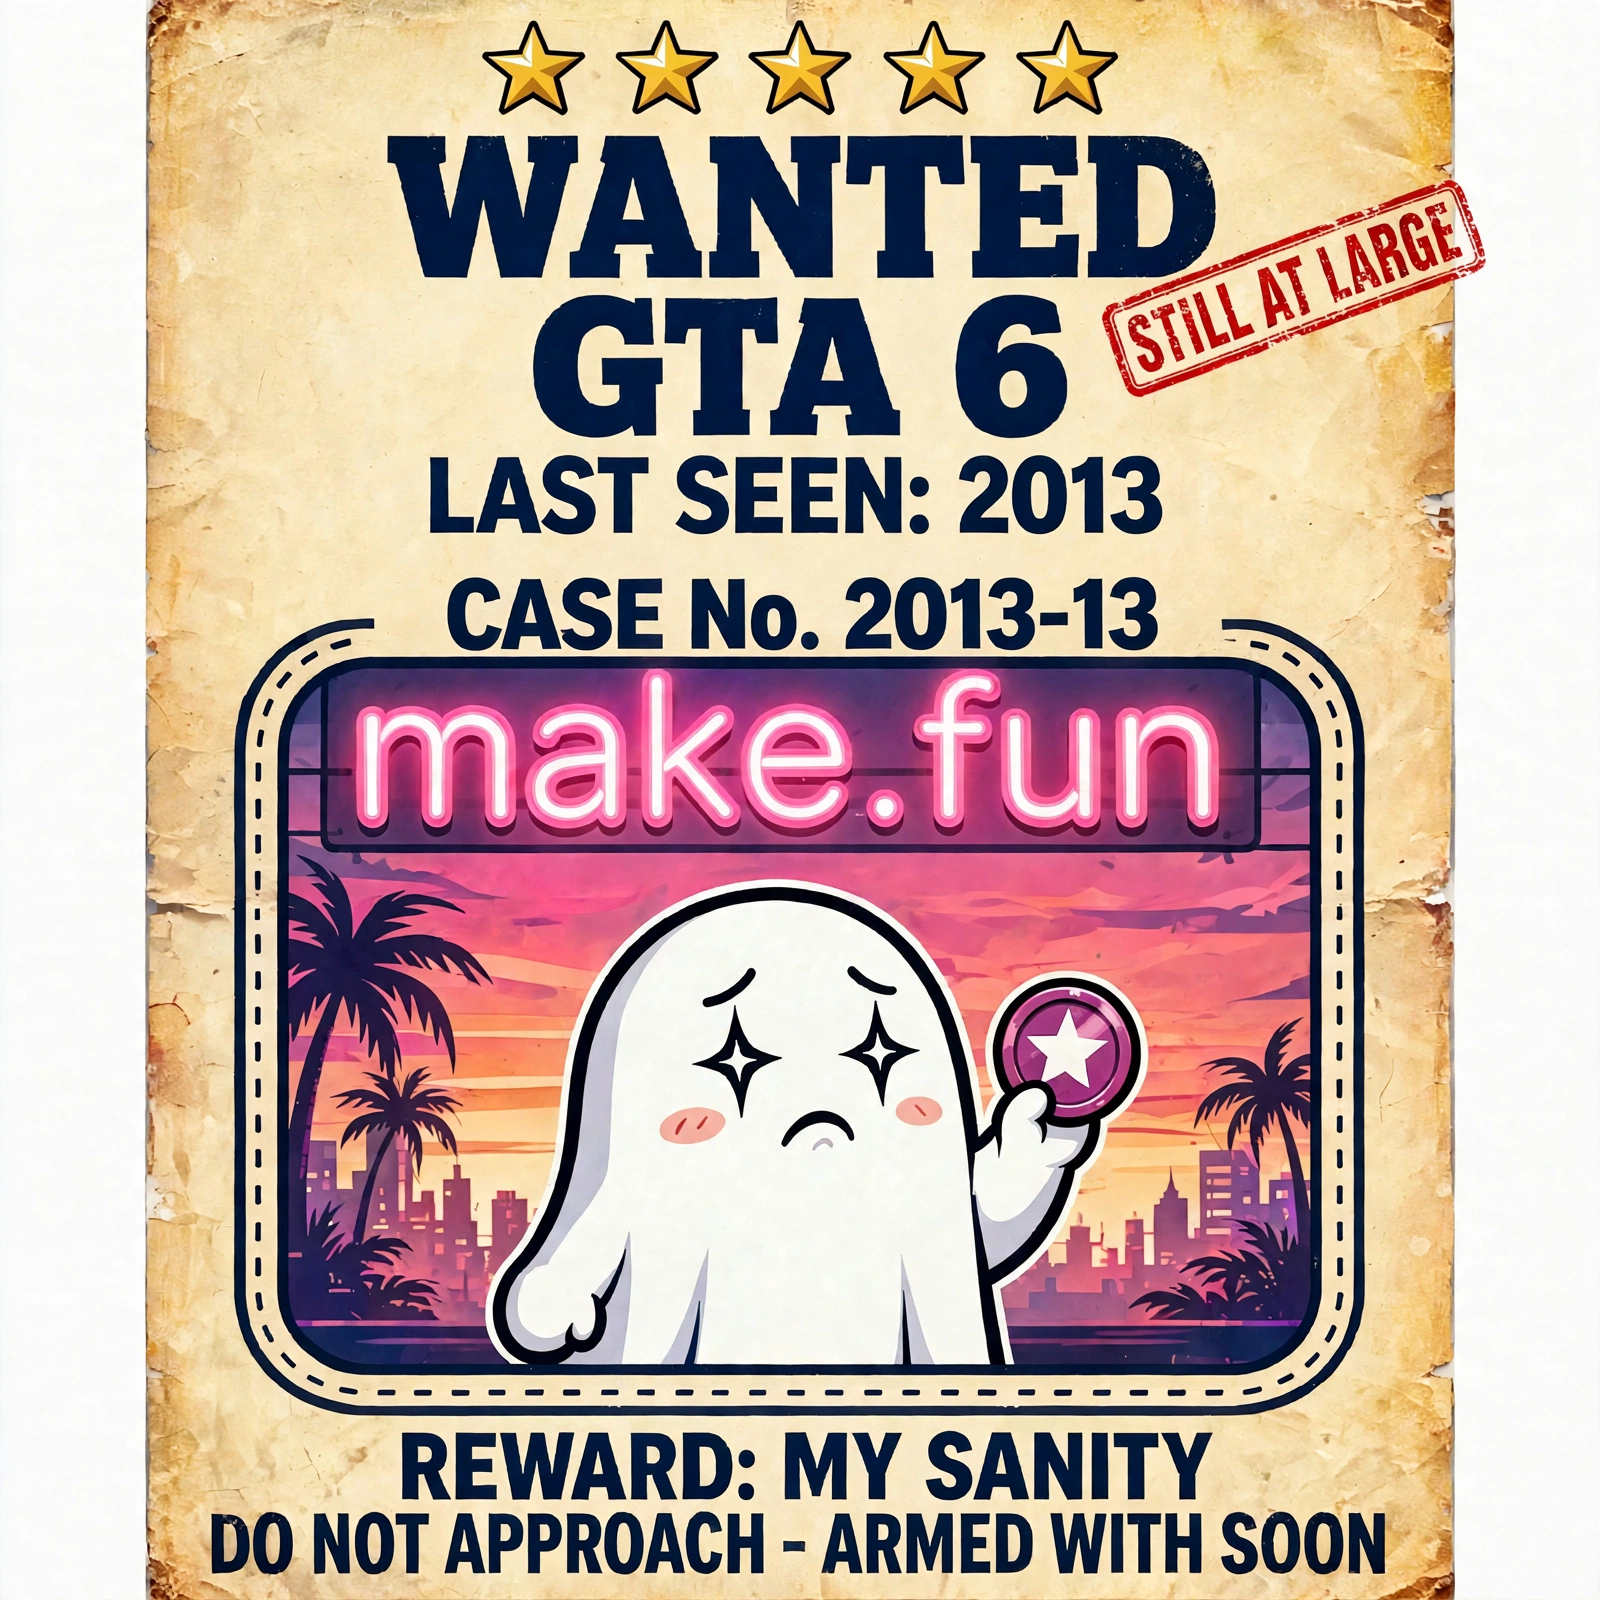 WANTED
STILL AT LARGE
GTA 6
LAST SEEN: 2013
CASE No. 2013-13
make.fun
REWARD: MY SANITY
DO NOT APPROACH - ARMED WITH SOON